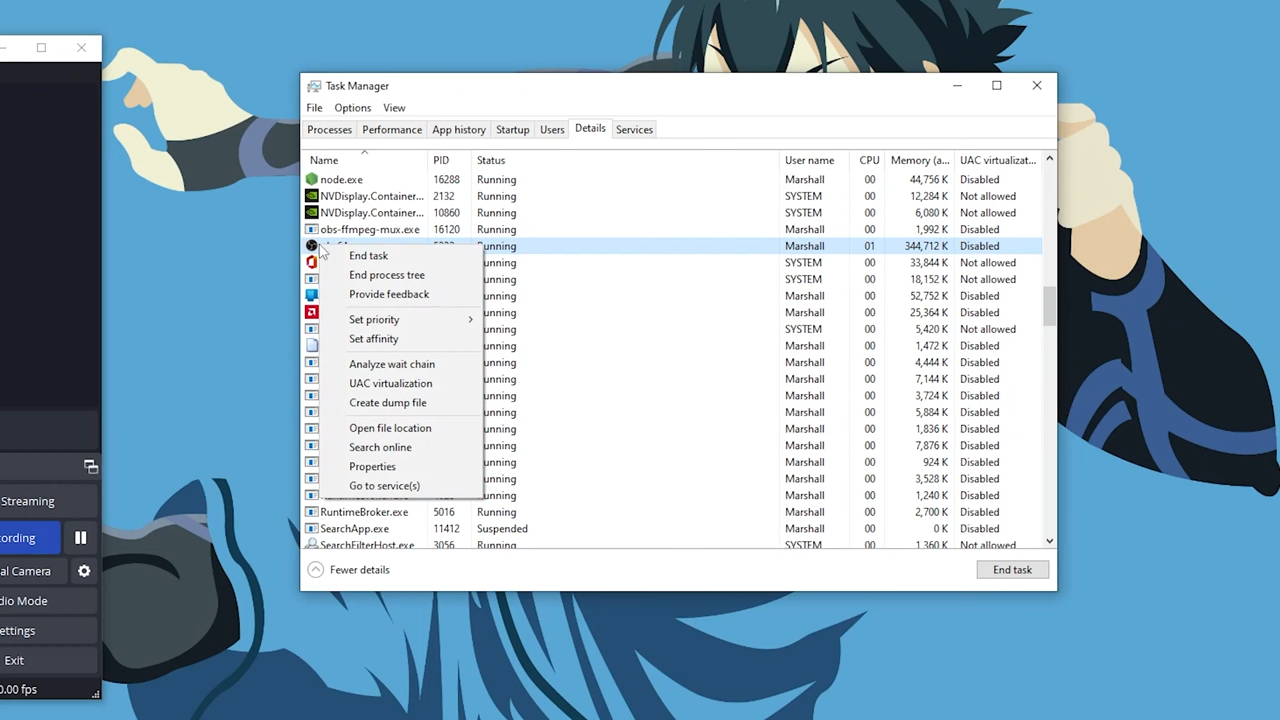 Task Manager
File Options View
Processes Performance App history Startup Users Details Services
Name PID Status User name CPU Memory (a... UAC virtualizat...
node.exe 16288 Running Marshall 00 44,756 K Disabled
NVDisplay.Container... 2132 Running SYSTEM 00 12,284 K Not allowed
NVDisplay.Container... 10860 Running SYSTEM 00 6,080 K Not allowed
obs-ffmpeg-mux.exe 16120 Running Marshall 00 1,992 K Disabled
Running Marshall 01 344,712 K Disabled
End task
End process tree
Provide feedback
Set priority
Set affinity
Analyze wait chain
UAC virtualization
Create dump file
Open file location
Search online
Properties
Go to service(s)
Running SYSTEM 00 33,844 K Not allowed
Running SYSTEM 00 18,152 K Not allowed
Running Marshall 00 52,752 K Disabled
Running Marshall 00 25,364 K Disabled
Running SYSTEM 00 5,420 K Not allowed
Running Marshall 00 1,472 K Disabled
Running Marshall 00 4,444 K Disabled
Running Marshall 00 7,144 K Disabled
Running Marshall 00 3,724 K Disabled
Running Marshall 00 5,884 K Disabled
Running Marshall 00 1,836 K Disabled
Running Marshall 00 7,876 K Disabled
Running Marshall 00 924 K Disabled
Running Marshall 00 3,528 K Disabled
Running Marshall 00 1,240 K Disabled
RuntimeBroker.exe 5016 Running Marshall 00 2,700 K Disabled
SearchApp.exe 11412 Suspended Marshall 00 0 K Disabled
SearchFilterHost.exe 3056 Running SYSTEM 00 1,360 K Not allowed
Fewer details End task
Streaming
cording
al Camera
dio Mode
ettings
Exit
0.00 fps